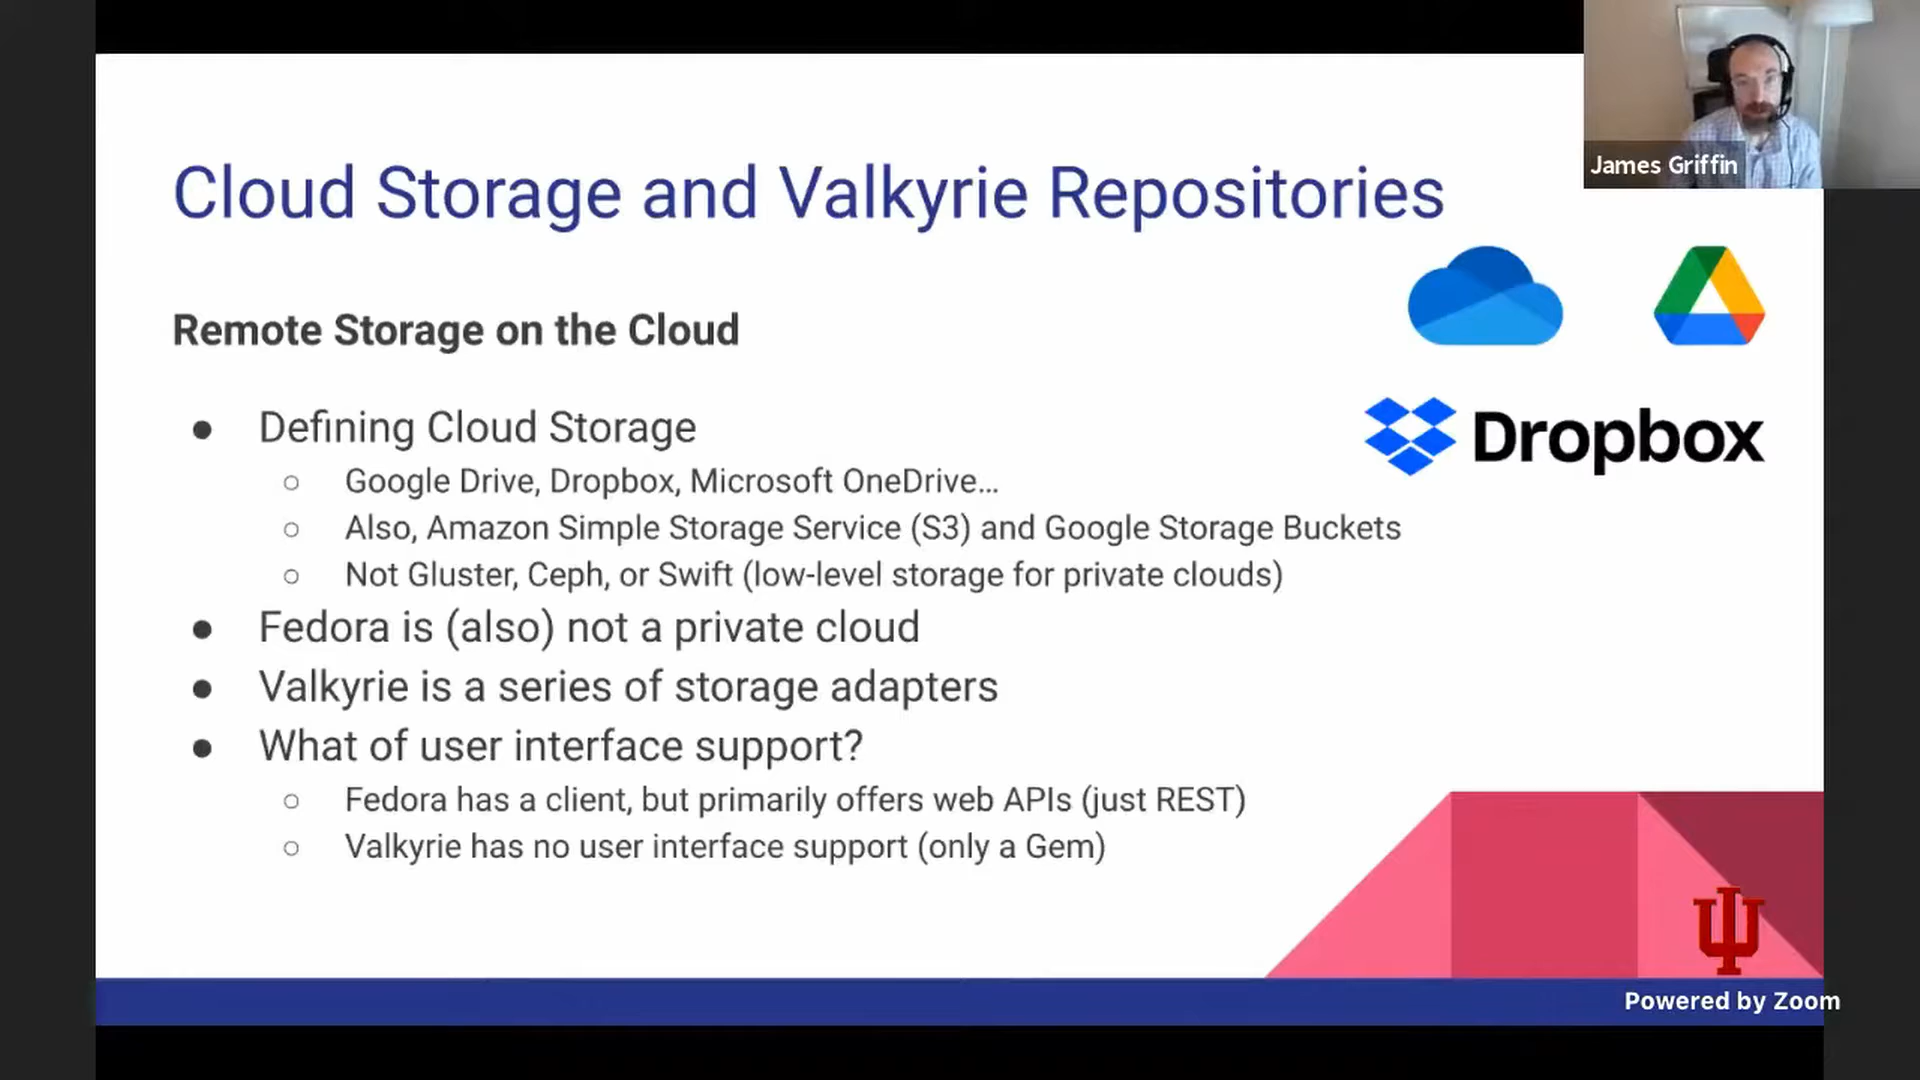 James Griffin
Cloud Storage and Valkyrie Repositories
Remote Storage on the Cloud
● Defining Cloud Storage
○ Google Drive, Dropbox, Microsoft OneDrive...
○ Also, Amazon Simple Storage Service (S3) and Google Storage Buckets
○ Not Gluster, Ceph, or Swift (low-level storage for private clouds)
● Fedora is (also) not a private cloud
● Valkyrie is a series of storage adapters
● What of user interface support?
○ Fedora has a client, but primarily offers web APIs (just REST)
○ Valkyrie has no user interface support (only a Gem)
Dropbox
Powered by Zoom